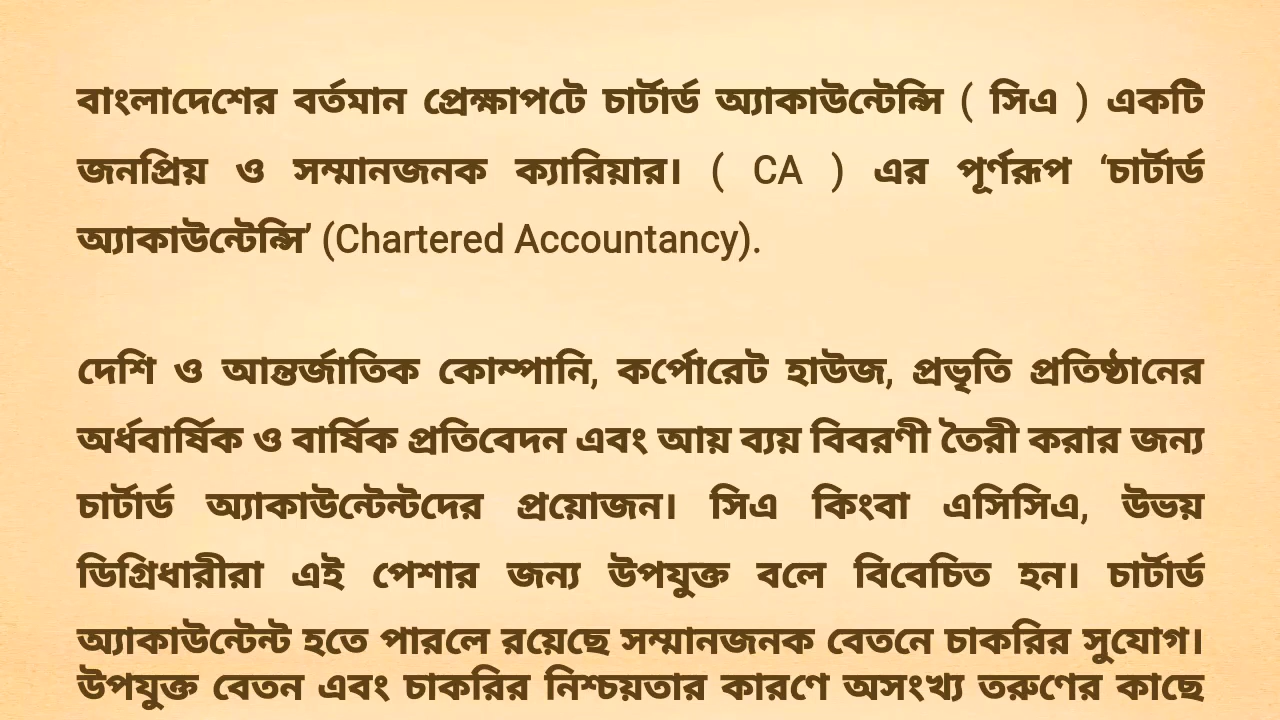 বাংলাদেশের বর্তমান প্রেক্ষাপটে চার্টার্ড অ্যাকাউন্টেন্সি ( সিএ ) একটি
জনপ্রিয় ও সম্মানজনক ক্যারিয়ার। ( CA ) এর পূর্ণরূপ ‘চার্টার্ড
অ্যাকাউন্টেন্সি’ (Chartered Accountancy).
দেশি ও আন্তর্জাতিক কোম্পানি, কর্পোরেট হাউজ, প্রভৃতি প্রতিষ্ঠানের
অর্ধবার্ষিক ও বার্ষিক প্রতিবেদন এবং আয় ব্যয় বিবরণী তৈরী করার জন্য
চার্টার্ড অ্যাকাউন্টেন্টদের প্রয়োজন। সিএ কিংবা এসিসিএ, উভয়
ডিগ্রিধারীরা এই পেশার জন্য উপযুক্ত বলে বিবেচিত হন। চার্টার্ড
অ্যাকাউন্টেন্ট হতে পারলে রয়েছে সম্মানজনক বেতনে চাকরির সুযোগ।
উপযুক্ত বেতন এবং চাকরির নিশ্চয়তার কারণে অসংখ্য তরুণের কাছে